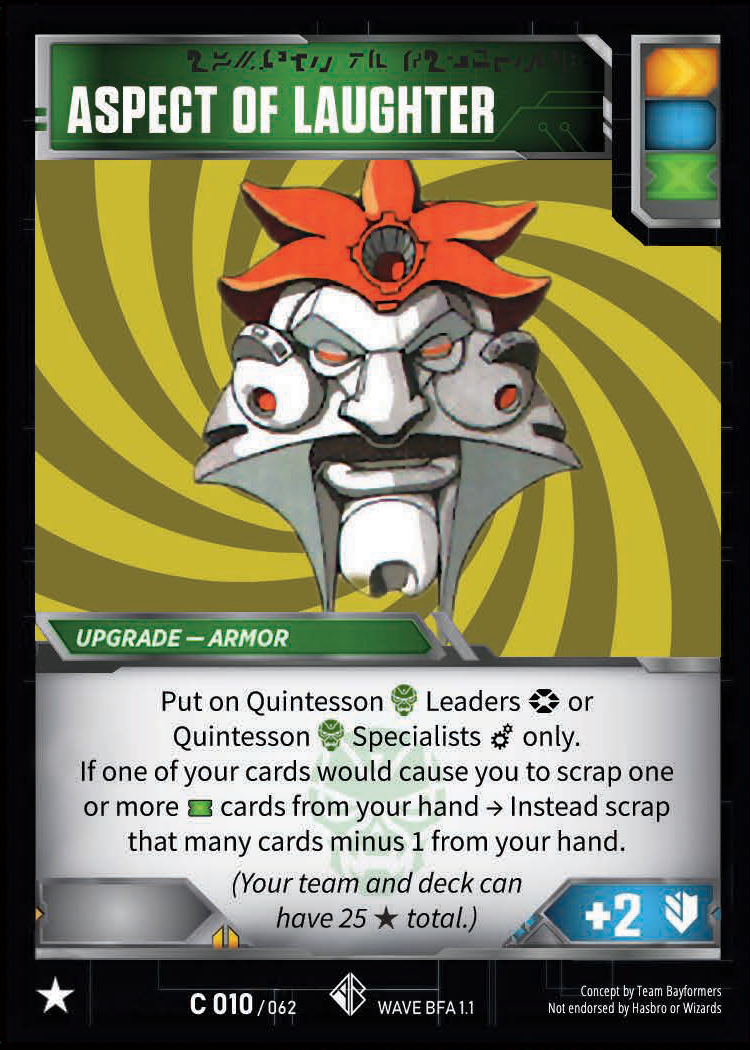 ASPECT OF LAUGHTER
UPGRADE — ARMOR
Put on Quintesson Leaders or
Quintesson Specialists only.
If one of your cards would cause you to scrap one
or more cards from your hand → Instead scrap
that many cards minus 1 from your hand.
(Your team and deck can
have 25 ★ total.)
+2
C 010/062
WAVE BFA 1.1
Concept by Team Bayformers
Not endorsed by Hasbro or Wizards